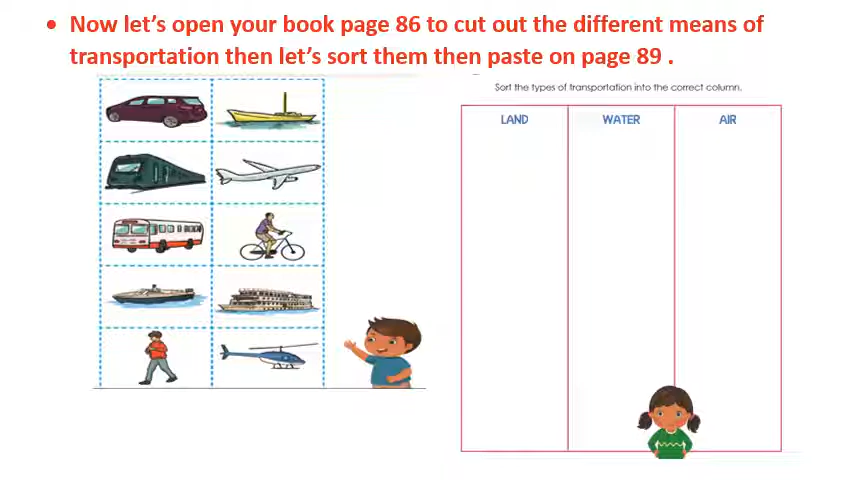 • Now let's open your book page 86 to cut out the different means of
transportation then let's sort them then paste on page 89 .
Sort the types of transportation into the correct column.
LAND WATER AIR